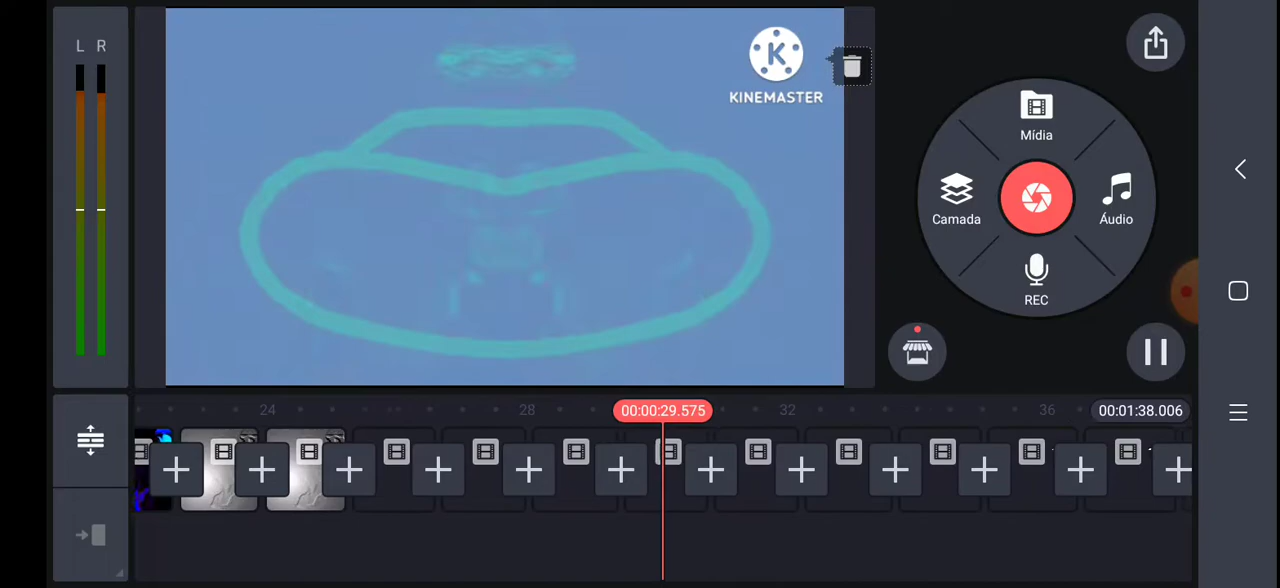 L R
K
KINEMASTER
Mídia
Camada
Áudio
REC
24
28
00:00:29.575
32
36
00:01:38.006